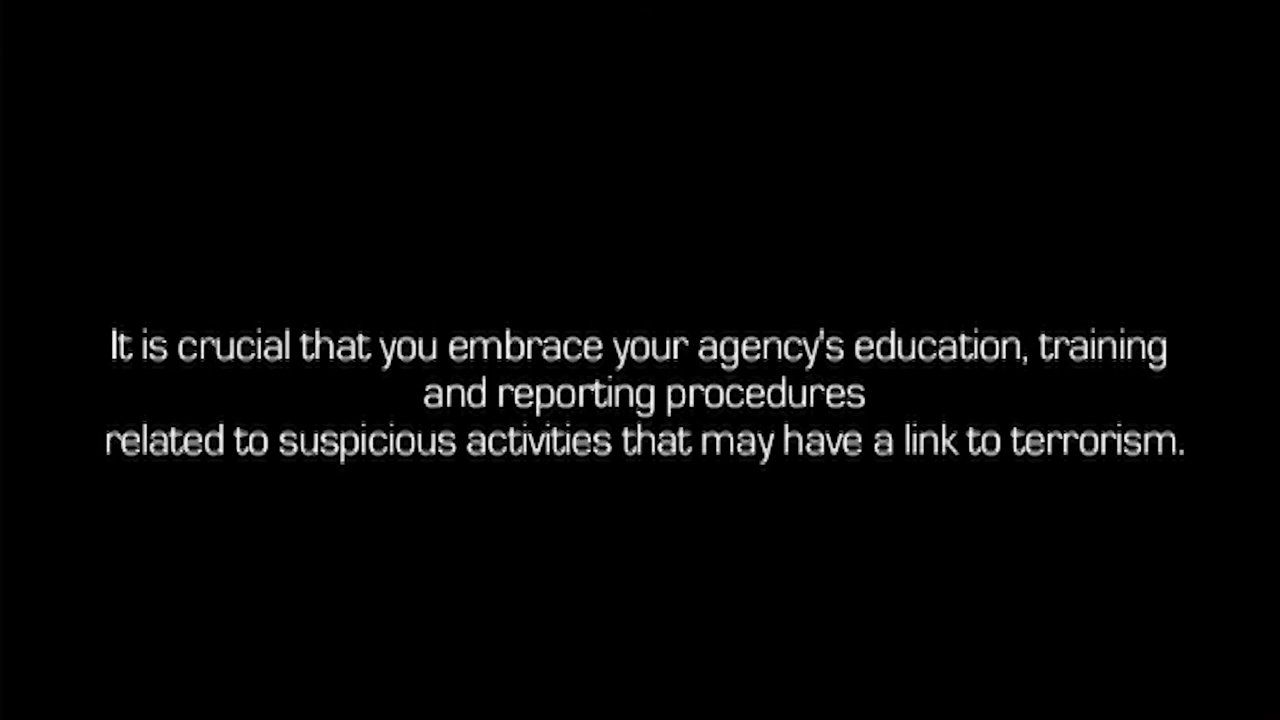 It is crucial that you embrace your agency's education, training
and reporting procedures
related to suspicious activities that may have a link to terrorism.